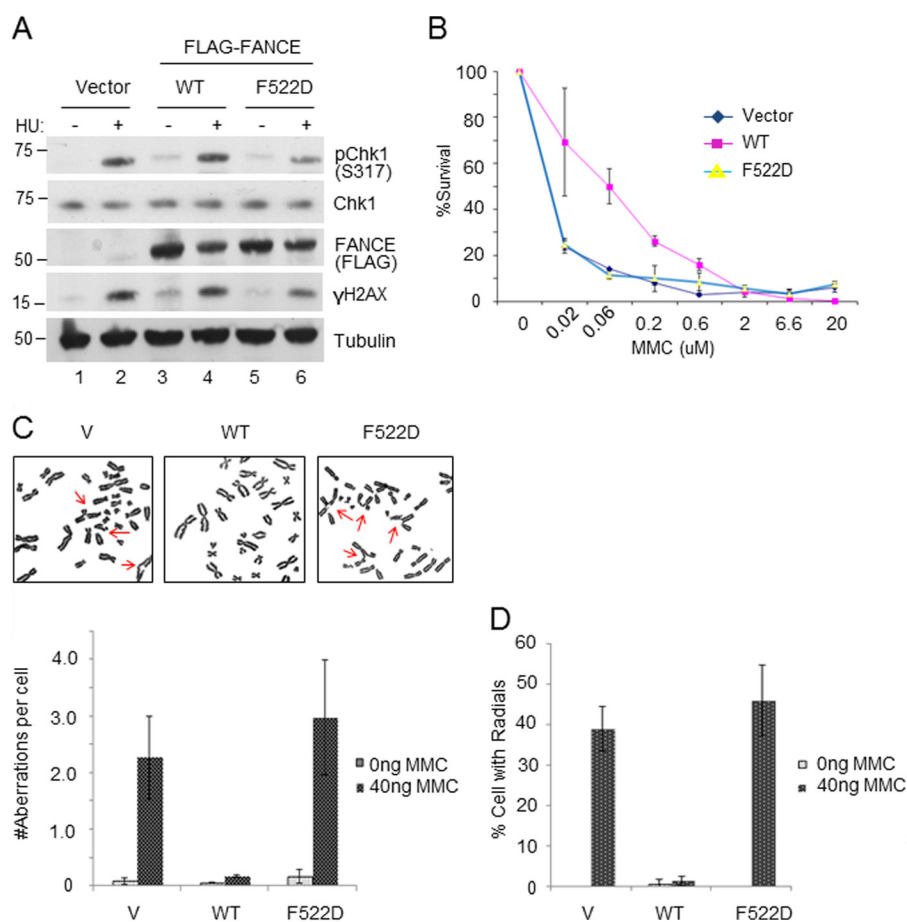 A
FLAG-FANCE
Vector WT F522D
HU: - + - + - +
75 pChk1 (S317)
75 Chk1
50 FANCE (FLAG)
15 γH2AX
50 Tubulin
1 2 3 4 5 6
B
100
80
60
40
20
0
%Survival
Vector
WT
F522D
0 0.02 0.06 0.2 0.6 2 6.6 20
MMC (uM)
C
V WT F522D
4.0
3.0
2.0
1.0
0
#Aberrations per cell
0ng MMC
40ng MMC
V WT F522D
D
60
50
40
30
20
10
0
% Cell with Radials
0ng MMC
40ng MMC
V WT F522D